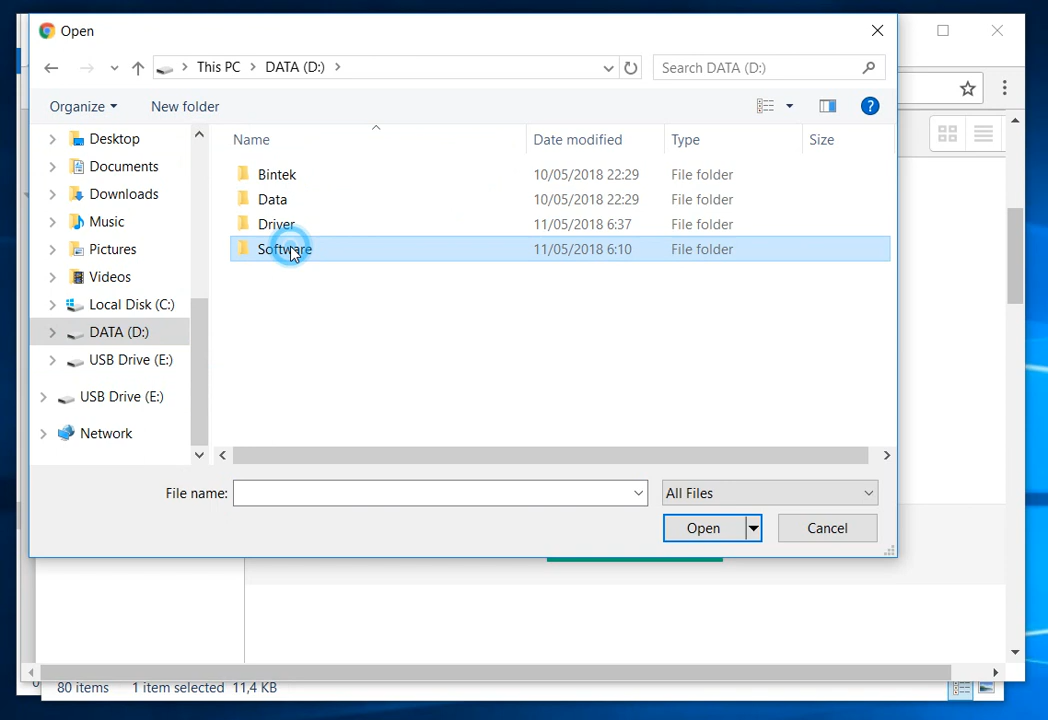 Open
This PC > DATA (D:) >
Search DATA (D:)
Organize
New folder
Name
Date modified
Type
Size
Desktop
Documents
Downloads
Music
Pictures
Videos
Local Disk (C:)
DATA (D:)
USB Drive (E:)
USB Drive (E:)
Network
Bintek 10/05/2018 22:29 File folder
Data 10/05/2018 22:29 File folder
Driver 11/05/2018 6:37 File folder
Software 11/05/2018 6:10 File folder
File name:
All Files
Open
Cancel
80 items 1 item selected 11,4 KB